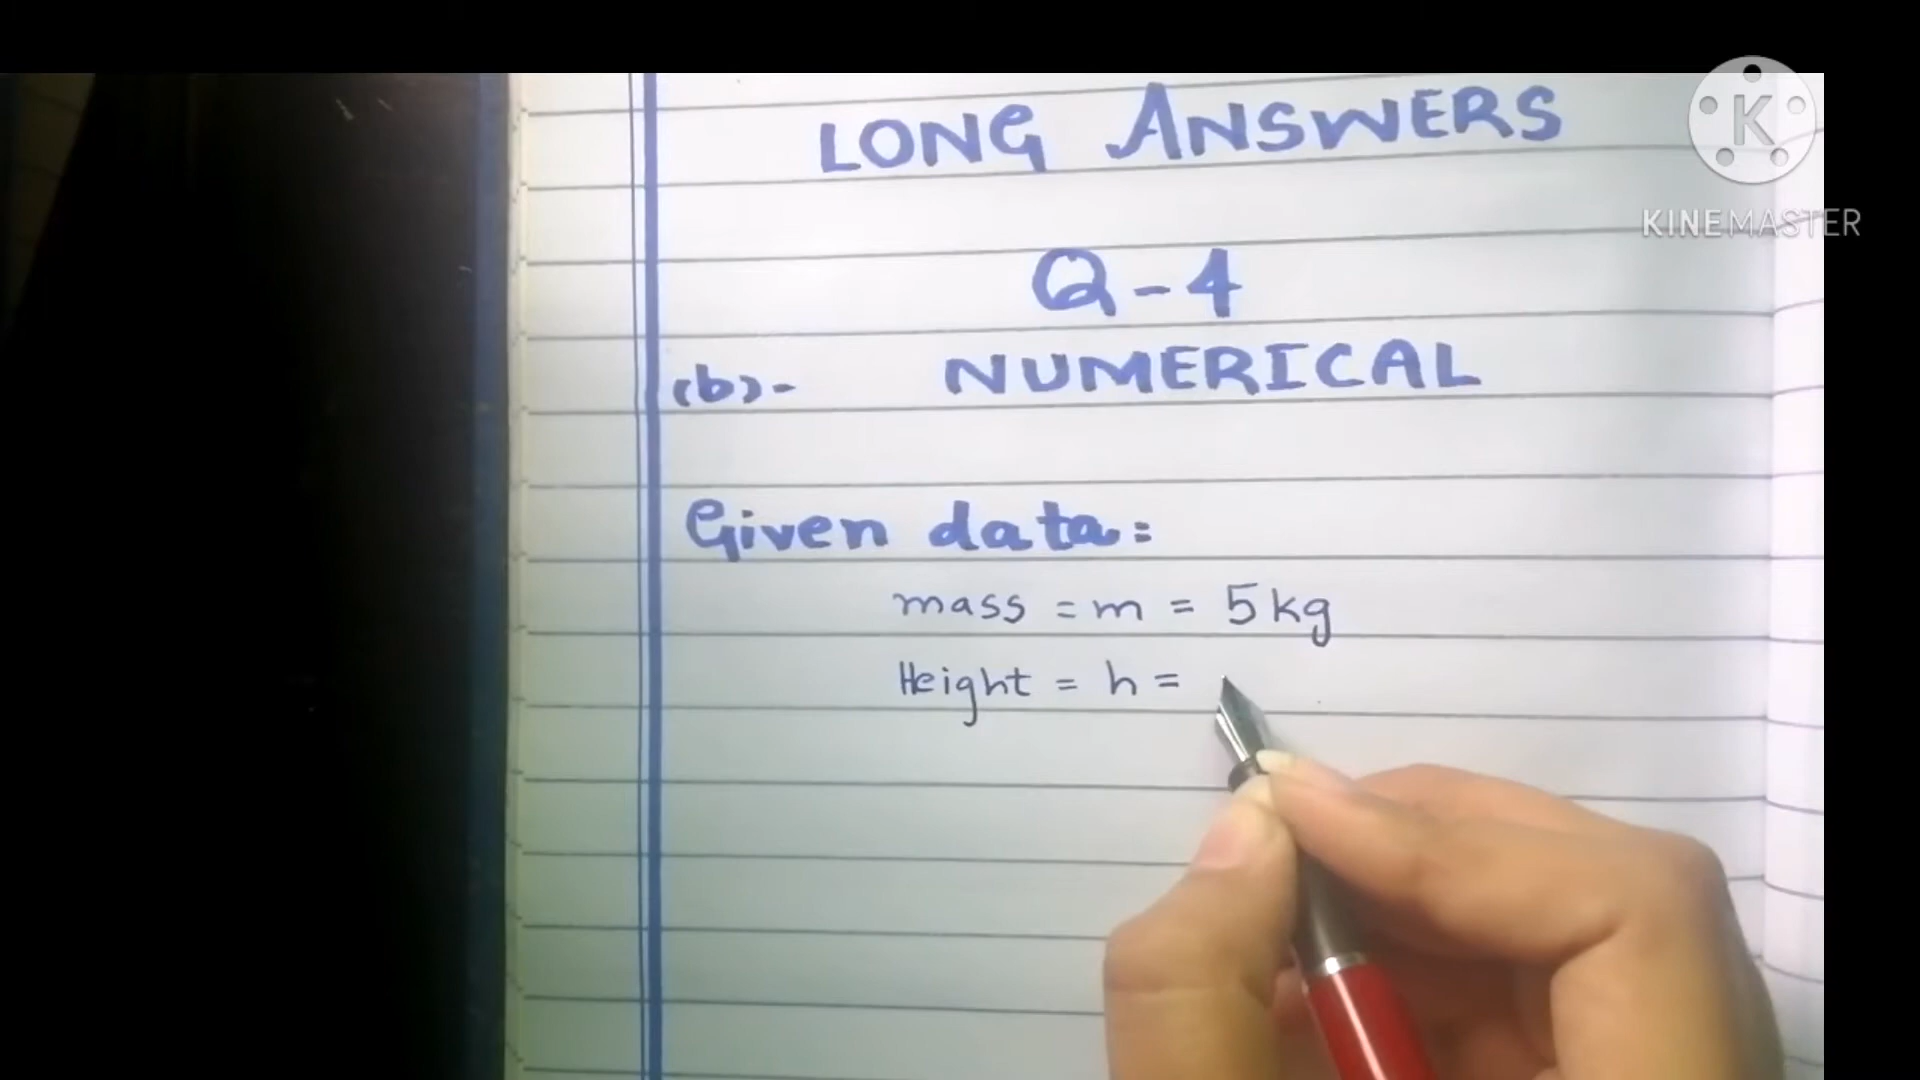 LONG ANSWERS
K
KINEMASTER
Q-4
(b)- NUMERICAL
Given data:
mass = m = 5kg
Height = h =